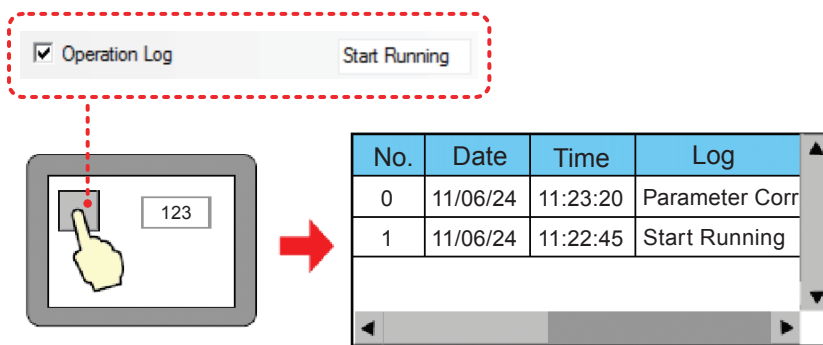 Operation Log Start Running
123
No. Date Time Log
0 11/06/24 11:23:20 Parameter Corr
1 11/06/24 11:22:45 Start Running